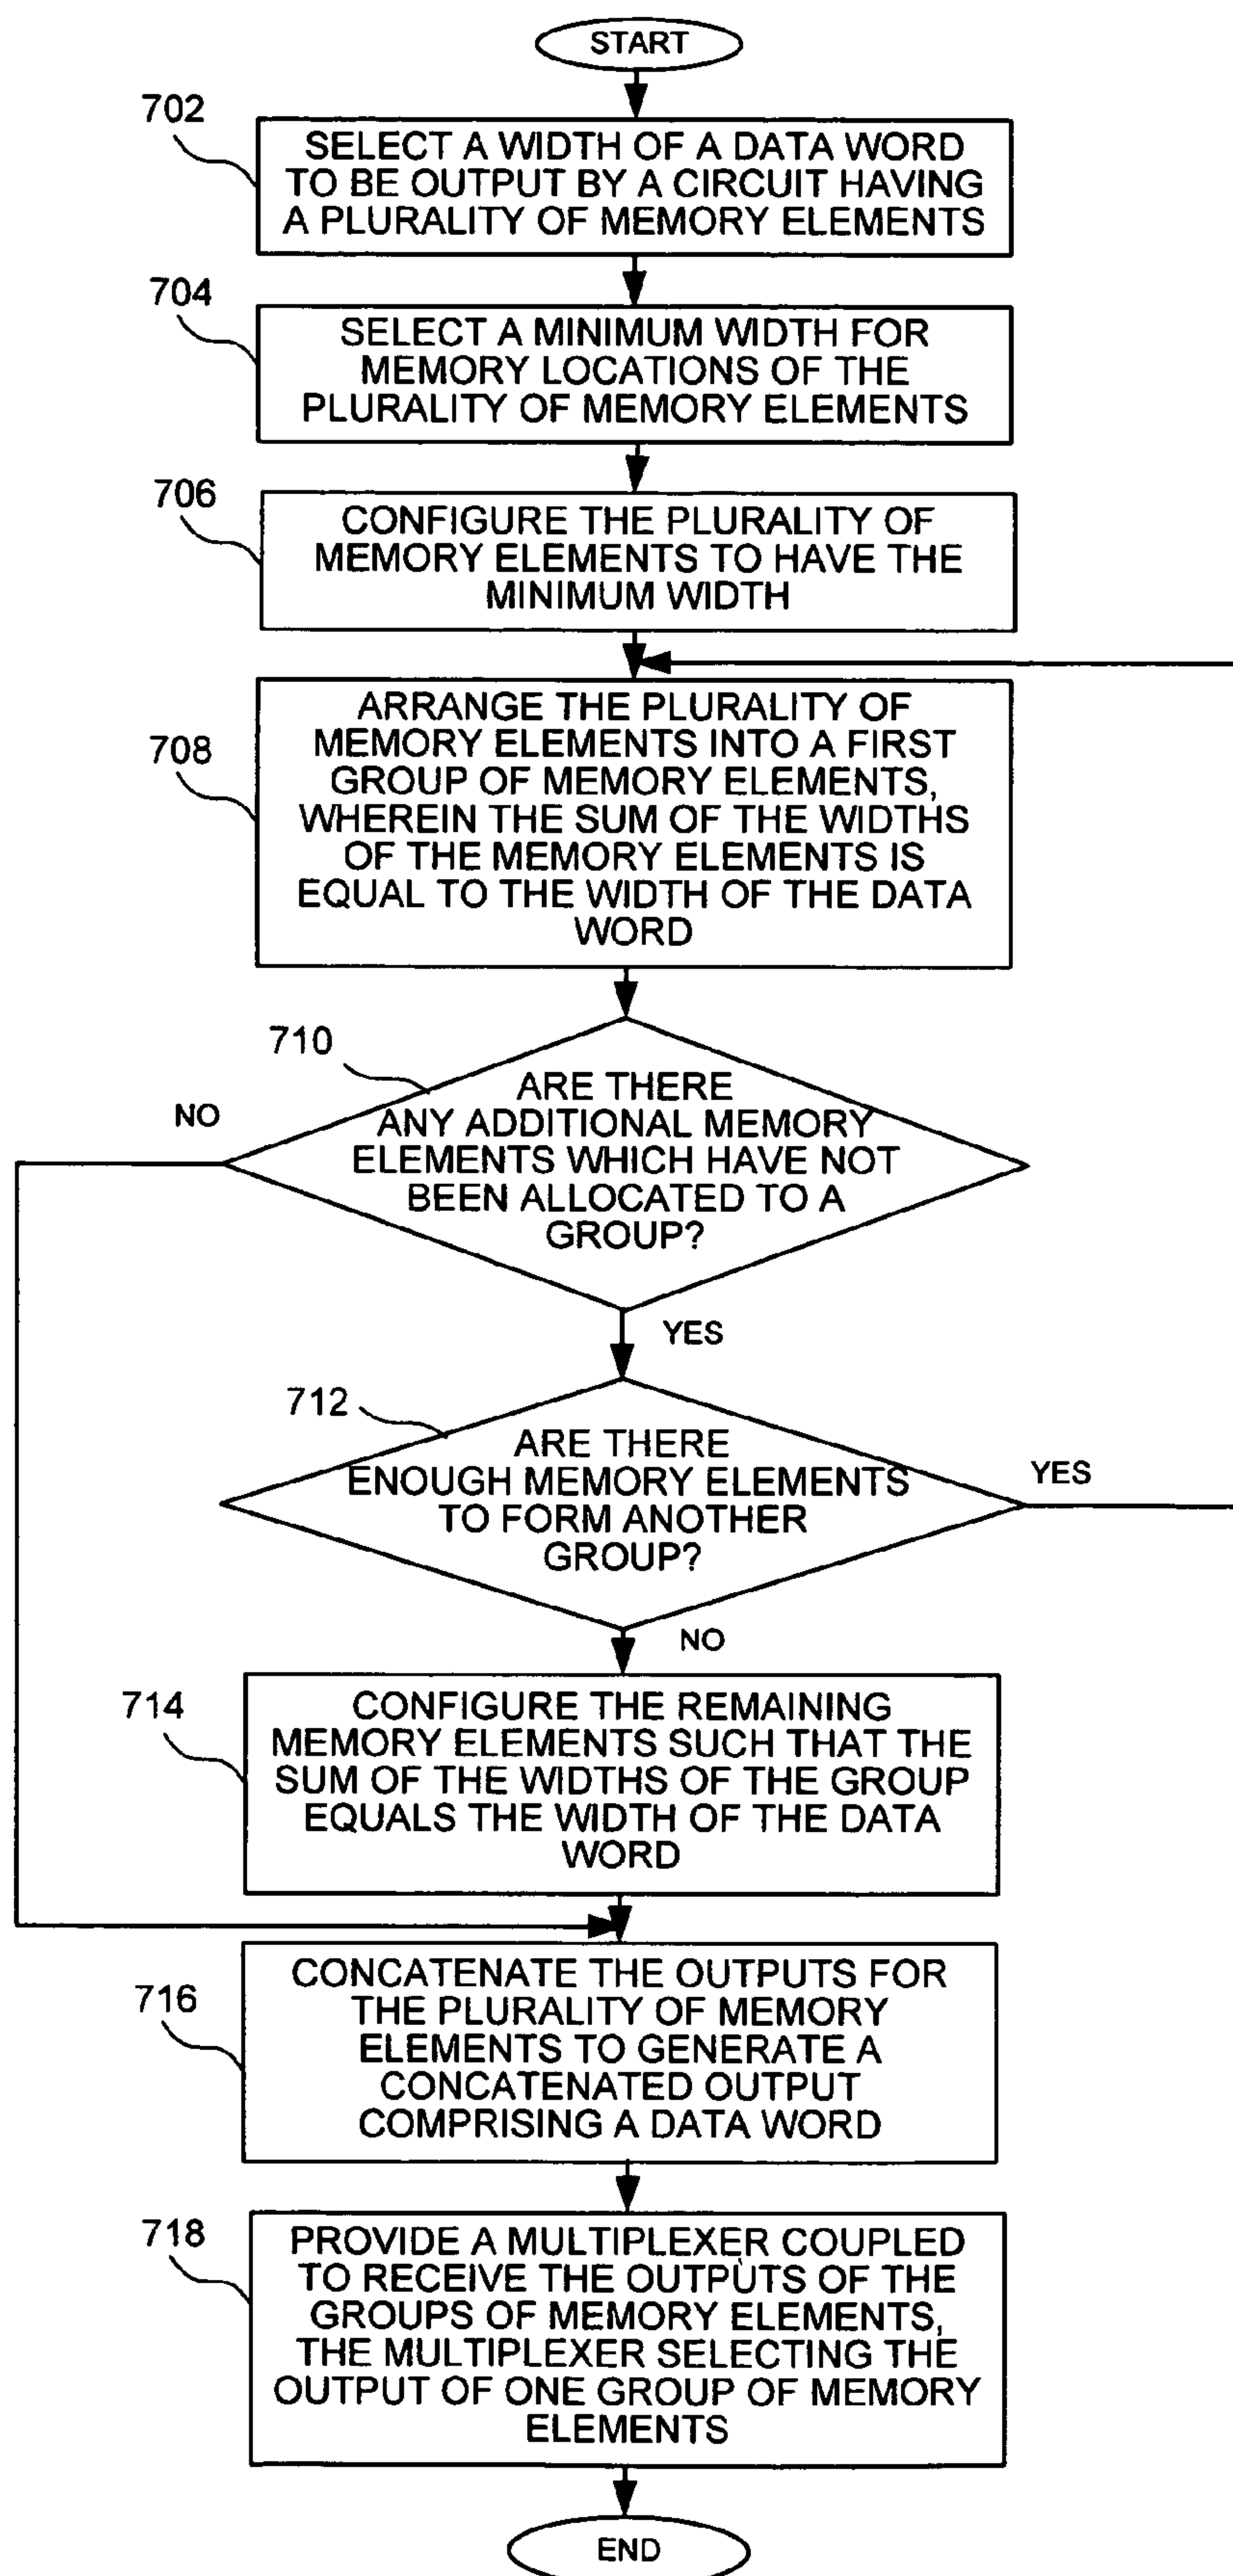 START
702
SELECT A WIDTH OF A DATA WORD
TO BE OUTPUT BY A CIRCUIT HAVING
A PLURALITY OF MEMORY ELEMENTS
704
SELECT A MINIMUM WIDTH FOR
MEMORY LOCATIONS OF THE
PLURALITY OF MEMORY ELEMENTS
706
CONFIGURE THE PLURALITY OF
MEMORY ELEMENTS TO HAVE THE
MINIMUM WIDTH
708
ARRANGE THE PLURALITY OF
MEMORY ELEMENTS INTO A FIRST
GROUP OF MEMORY ELEMENTS,
WHEREIN THE SUM OF THE WIDTHS
OF THE MEMORY ELEMENTS IS
EQUAL TO THE WIDTH OF THE DATA
WORD
710
ARE THERE
ANY ADDITIONAL MEMORY
ELEMENTS WHICH HAVE NOT
BEEN ALLOCATED TO A
GROUP?
NO
YES
712
ARE THERE
ENOUGH MEMORY ELEMENTS
TO FORM ANOTHER
GROUP?
YES
NO
714
CONFIGURE THE REMAINING
MEMORY ELEMENTS SUCH THAT THE
SUM OF THE WIDTHS OF THE GROUP
EQUALS THE WIDTH OF THE DATA
WORD
716
CONCATENATE THE OUTPUTS FOR
THE PLURALITY OF MEMORY
ELEMENTS TO GENERATE A
CONCATENATED OUTPUT
COMPRISING A DATA WORD
718
PROVIDE A MULTIPLEXER COUPLED
TO RECEIVE THE OUTPUTS OF THE
GROUPS OF MEMORY ELEMENTS,
THE MULTIPLEXER SELECTING THE
OUTPUT OF ONE GROUP OF MEMORY
ELEMENTS
END